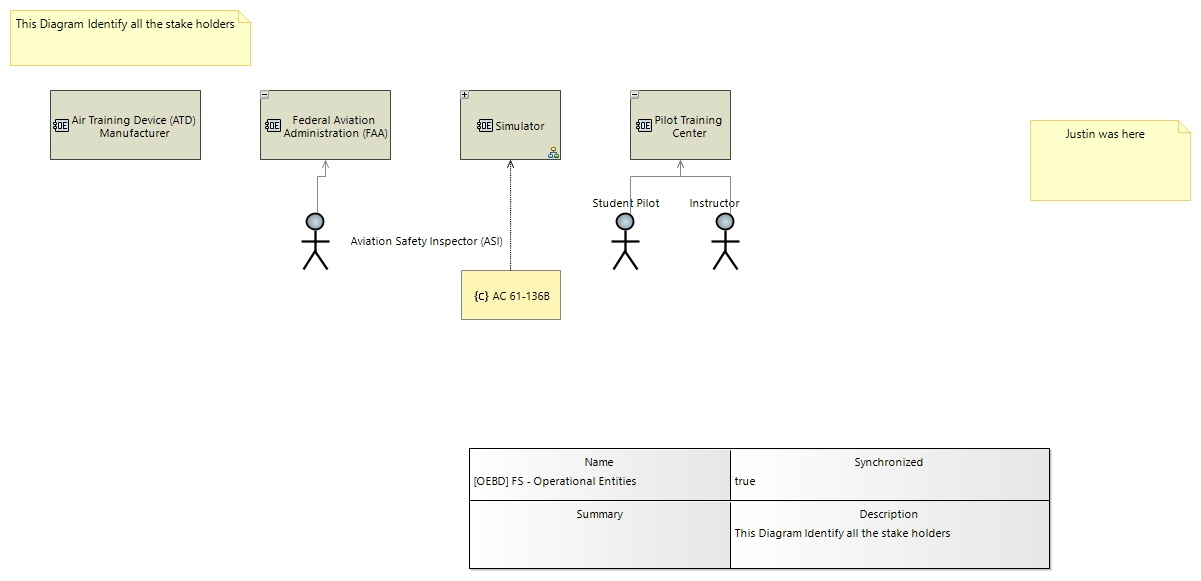 This Diagram Identify all the stake holders
OE Air Training Device (ATD)
Manufacturer
OE Federal Aviation
Administration (FAA)
OE Simulator
OE Pilot Training
Center
Justin was here
Student Pilot
Instructor
Aviation Safety Inspector (ASI)
{C} AC 61-136B
Name
Synchronized
[OEBD] FS - Operational Entities
true
Summary
Description
This Diagram Identify all the stake holders